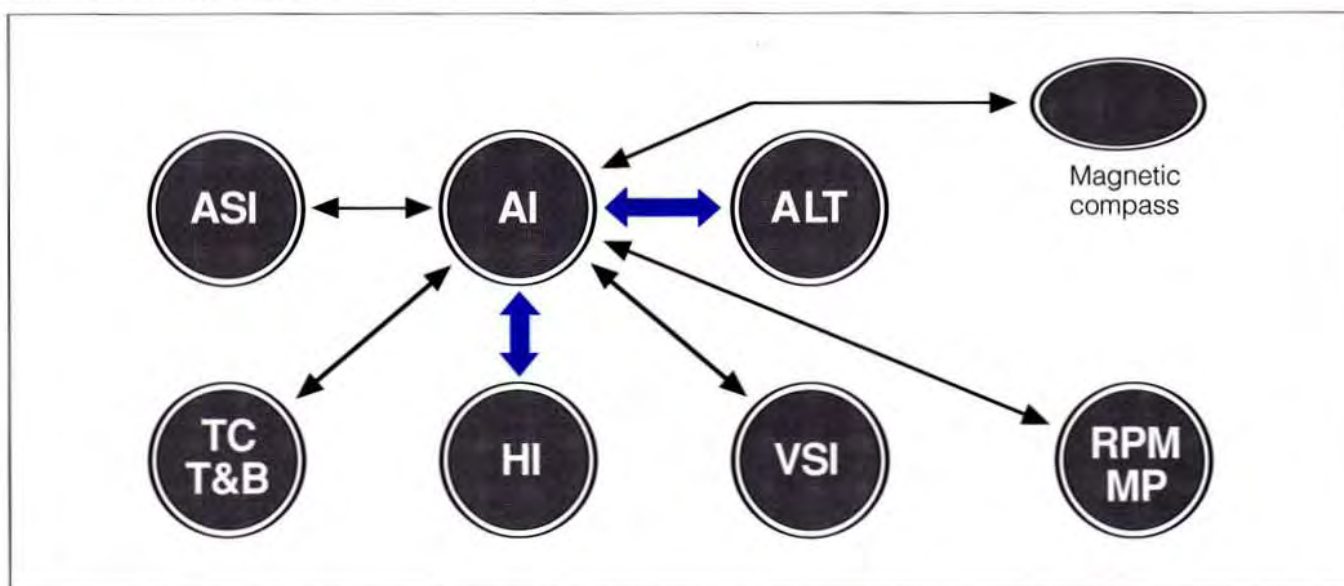 ASI
AI
ALT
Magnetic
compass
TC
T&B
HI
VSI
RPM
MP